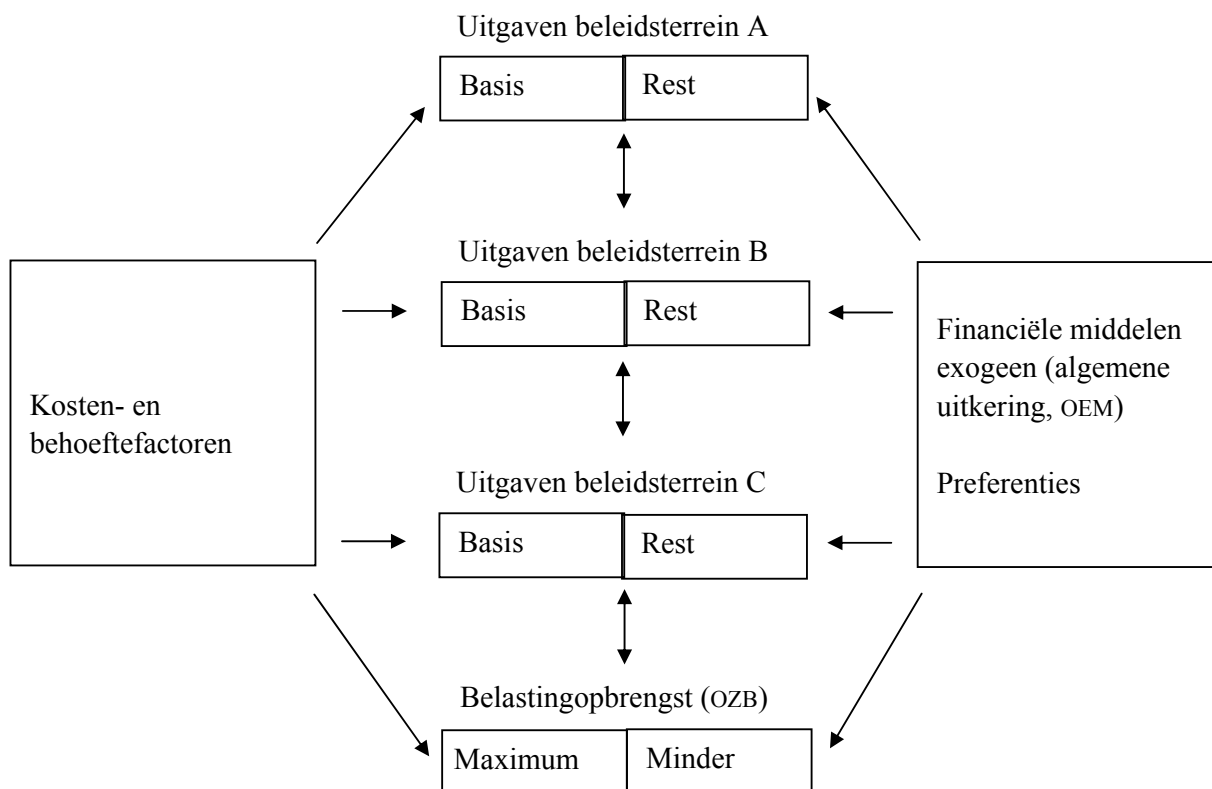 Uitgaven beleidsterrein A
Basis
Rest
Uitgaven beleidsterrein B
Basis
Rest
Kosten- en
behoeftefactoren
Financiële middelen
exogeen (algemene
uitkering, OEM)
Preferenties
Uitgaven beleidsterrein C
Basis
Rest
Belastingopbrengst (OZB)
Maximum
Minder